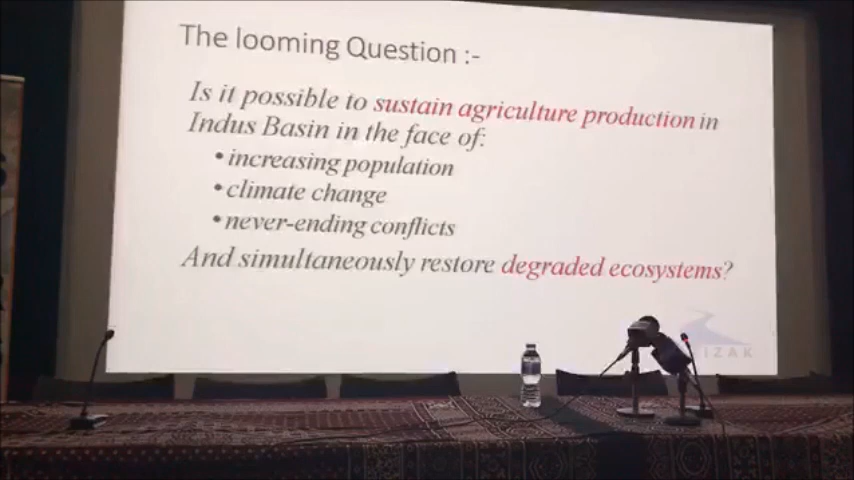 The looming Question :-
Is it possible to sustain agriculture production in
Indus Basin in the face of:
•increasing population
•climate change
•never-ending conflicts
And simultaneously restore degraded ecosystems?
IZAK